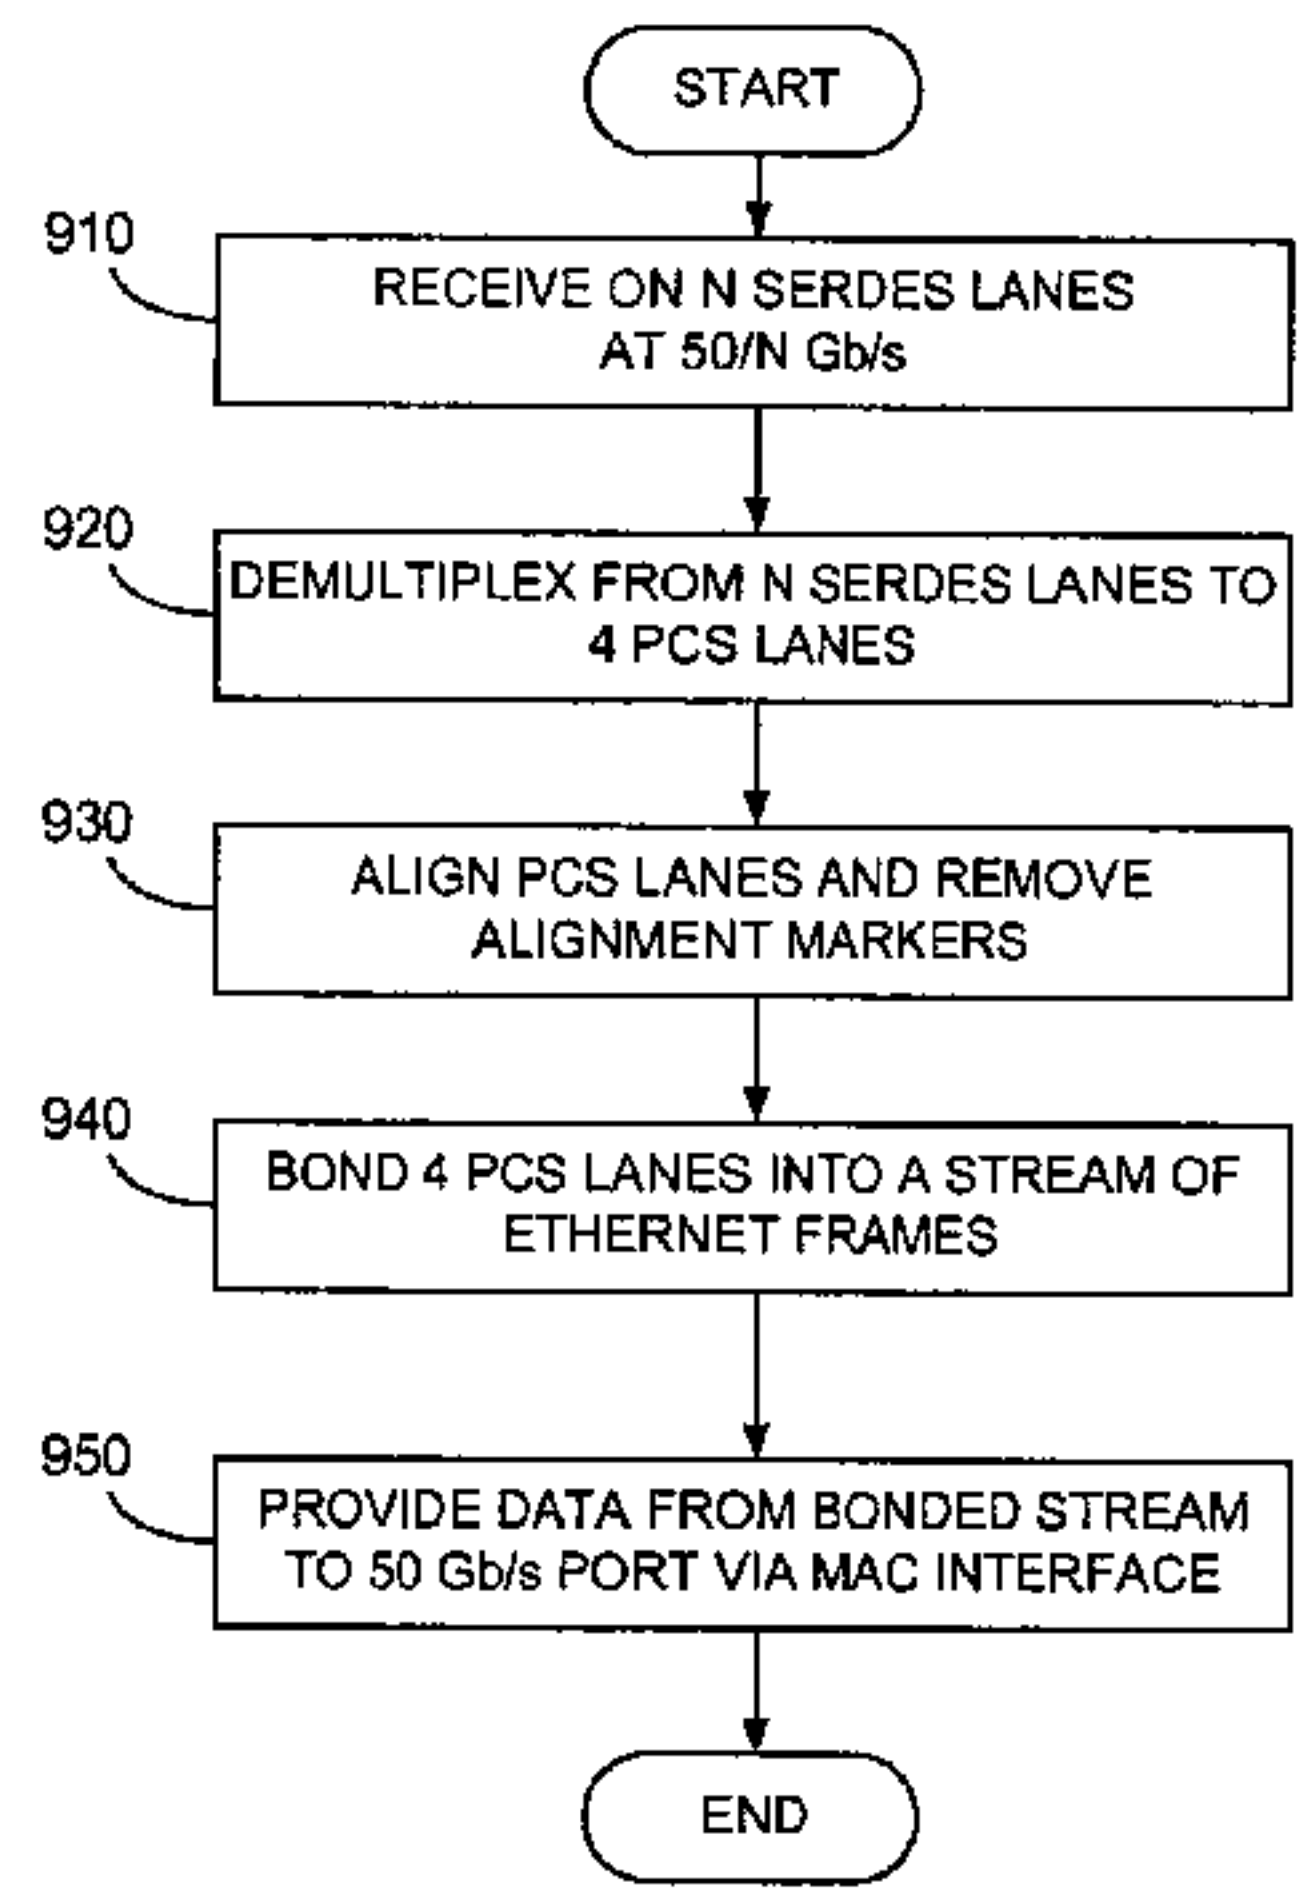 START
910
RECEIVE ON N SERDES LANES
AT 50/N Gb/s
920
DEMULTIPLEX FROM N SERDES LANES TO
4 PCS LANES
930
ALIGN PCS LANES AND REMOVE
ALIGNMENT MARKERS
940
BOND 4 PCS LANES INTO A STREAM OF
ETHERNET FRAMES
950
PROVIDE DATA FROM BONDED STREAM
TO 50 Gb/s PORT VIA MAC INTERFACE
END